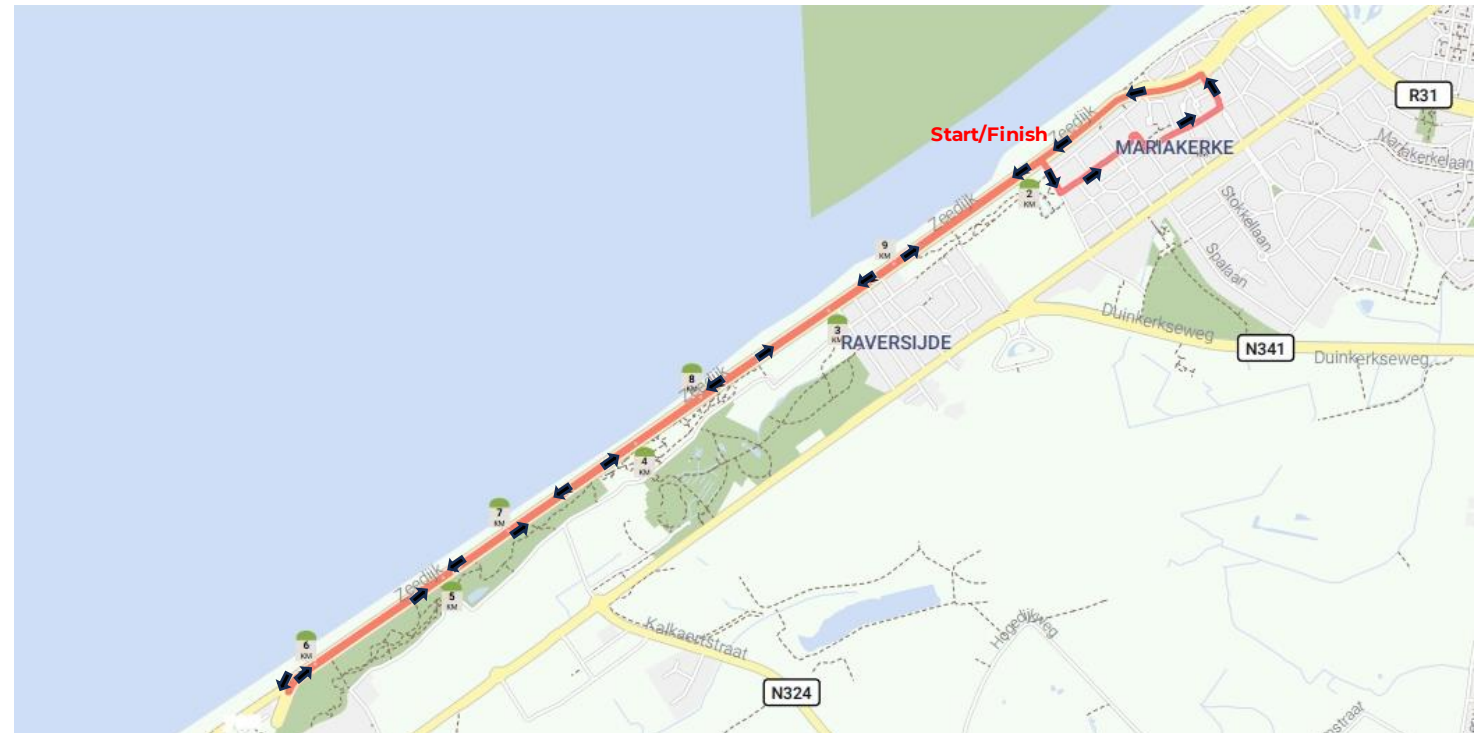 R31
Start/Finish
Zeedijk
MARIAKERKE
Mariakerkelaan
2
KM
Stokkellaan
Zeedijk
9
KM
Spalaan
Duinkerkseweg
3
KM
RAVERSIJDE
N341
Duinkerkseweg
8
KM
Zeedijk
4
KM
7
KM
Zeedijk
5
KM
Kalkaertstraat
Hogedijkweg
6
KM
N324